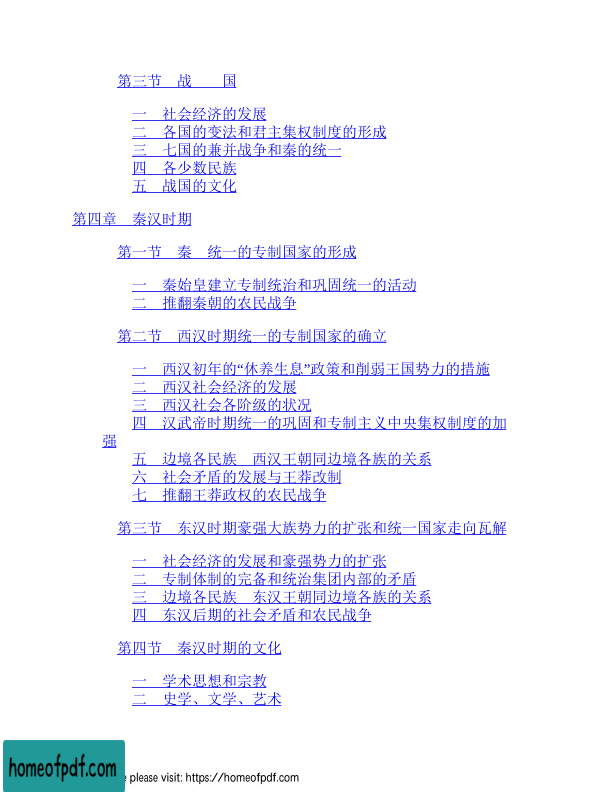 第三节　战　　国
一　社会经济的发展
二　各国的变法和君主集权制度的形成
三　七国的兼并战争和秦的统一
四　各少数民族
五　战国的文化
第四章　秦汉时期
第一节　秦　统一的专制国家的形成
一　秦始皇建立专制统治和巩固统一的活动
二　推翻秦朝的农民战争
第二节　西汉时期统一的专制国家的确立
一　西汉初年的“休养生息”政策和削弱王国势力的措施
二　西汉社会经济的发展
三　西汉社会各阶级的状况
四　汉武帝时期统一的巩固和专制主义中央集权制度的加
强
五　边境各民族　西汉王朝同边境各族的关系
六　社会矛盾的发展与王莽改制
七　推翻王莽政权的农民战争
第三节　东汉时期豪强大族势力的扩张和统一国家走向瓦解
一　社会经济的发展和豪强势力的扩张
二　专制体制的完备和统治集团内部的矛盾
三　边境各民族　东汉王朝同边境各族的关系
四　东汉后期的社会矛盾和农民战争
第四节　秦汉时期的文化
一　学术思想和宗教
二　史学、文学、艺术
homeofpdf.com
please visit: https://homeofpdf.com